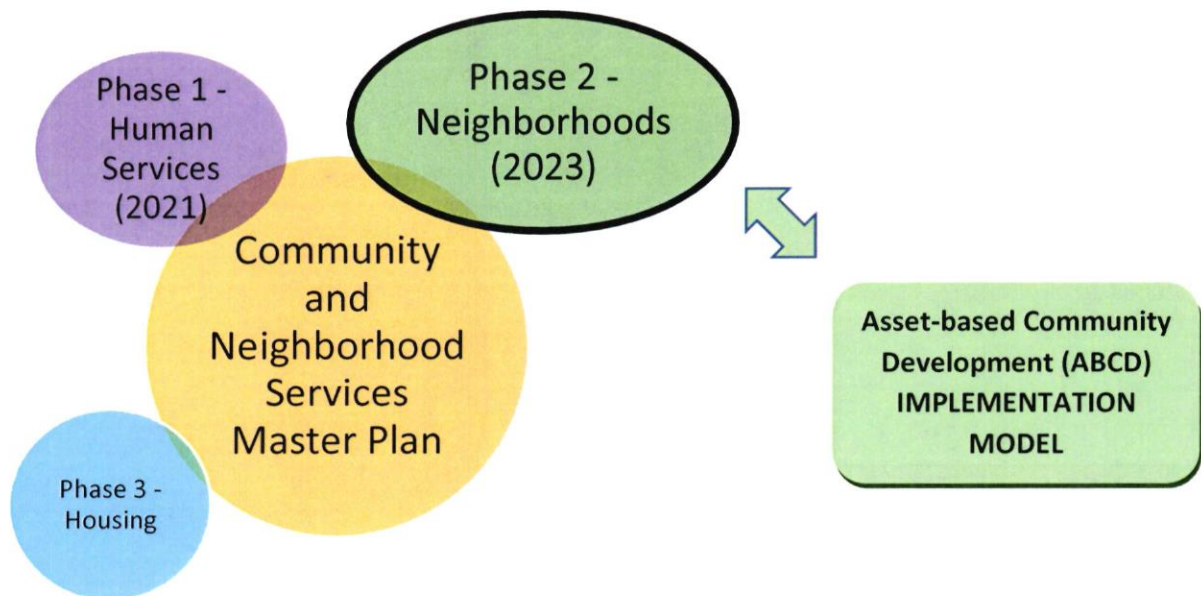 Phase 1 -
Human
Services
(2021)
Phase 2 -
Neighborhoods
(2023)
Community
and
Neighborhood
Services
Master Plan
Phase 3 -
Housing
Asset-based Community
Development (ABCD)
IMPLEMENTATION
MODEL